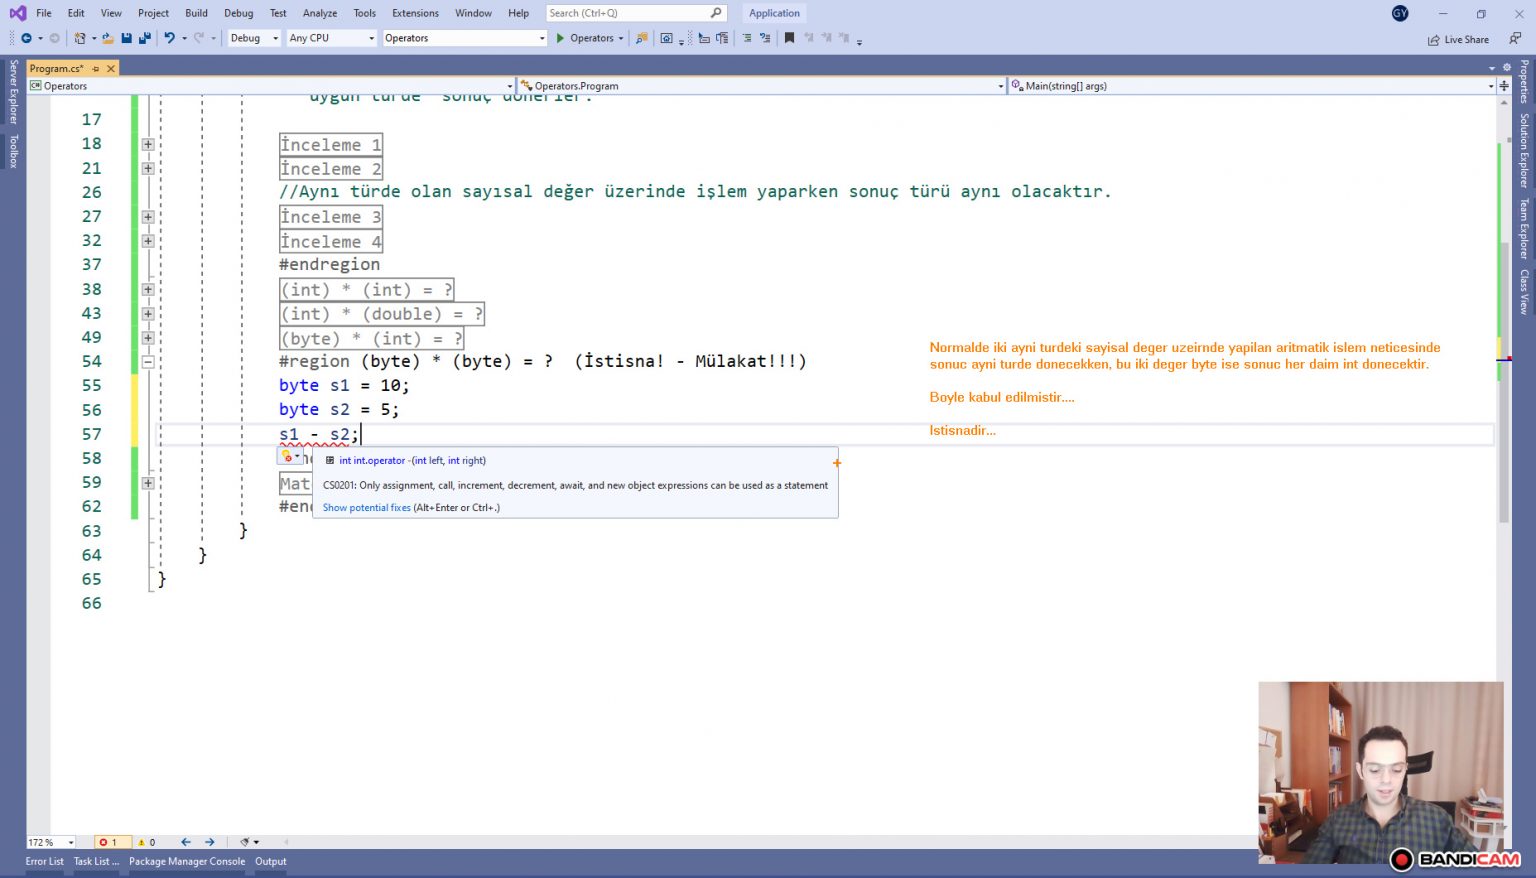 File Edit View Project Build Debug Test Analyze Tools Extensions Window Help Search (Ctrl+Q) Application GY
Debug Any CPU Operators Operators Live Share
Program.cs*
Operators Operators.Program Main(string[] args)
Server Explorer
Toolbox
Properties
Solution Explorer
Team Explorer
Class View
uygun türde sonuç dönerler.
17
18 İnceleme 1
21 İnceleme 2
26 //Aynı türde olan sayısal değer üzerinde işlem yaparken sonuç türü aynı olacaktır.
27 İnceleme 3
32 İnceleme 4
37 #endregion
38 (int) * (int) = ?
43 (int) * (double) = ?
49 (byte) * (int) = ?
54 #region (byte) * (byte) = ? (İstisna! - Mülakat!!!)
55 byte s1 = 10;
56 byte s2 = 5;
57 s1 - s2;
58
59 Mat
62 #en
63 }
64 }
65 }
66
int int.operator -(int left, int right)
CS0201: Only assignment, call, increment, decrement, await, and new object expressions can be used as a statement
Show potential fixes (Alt+Enter or Ctrl+.)
Normalde iki ayni turdeki sayisal deger uzeirnde yapilan aritmatik islem neticesinde
sonuc ayni turde donecekken, bu iki deger byte ise sonuc her daim int donecektir.
Boyle kabul edilmistir....
Istisnadir...
172 % 1 0
Error List Task List ... Package Manager Console Output
BANDICAM